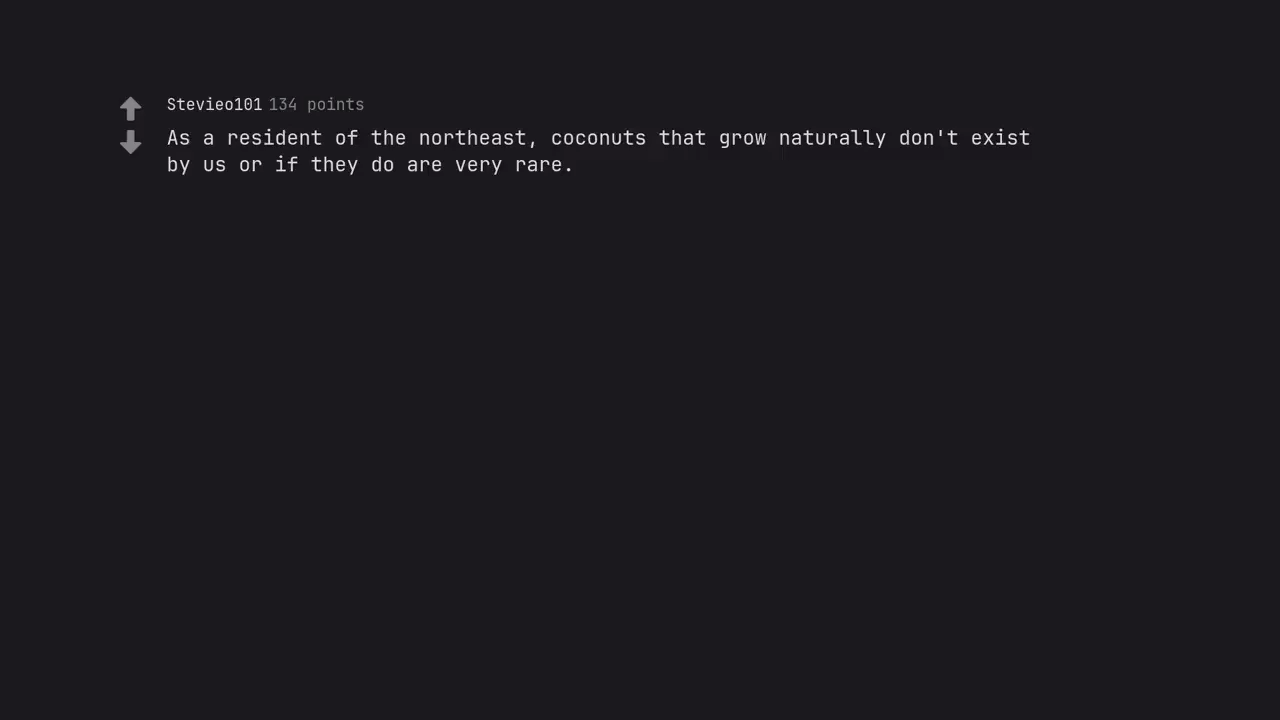 Stevieo101 134 points
As a resident of the northeast, coconuts that grow naturally don't exist
by us or if they do are very rare.